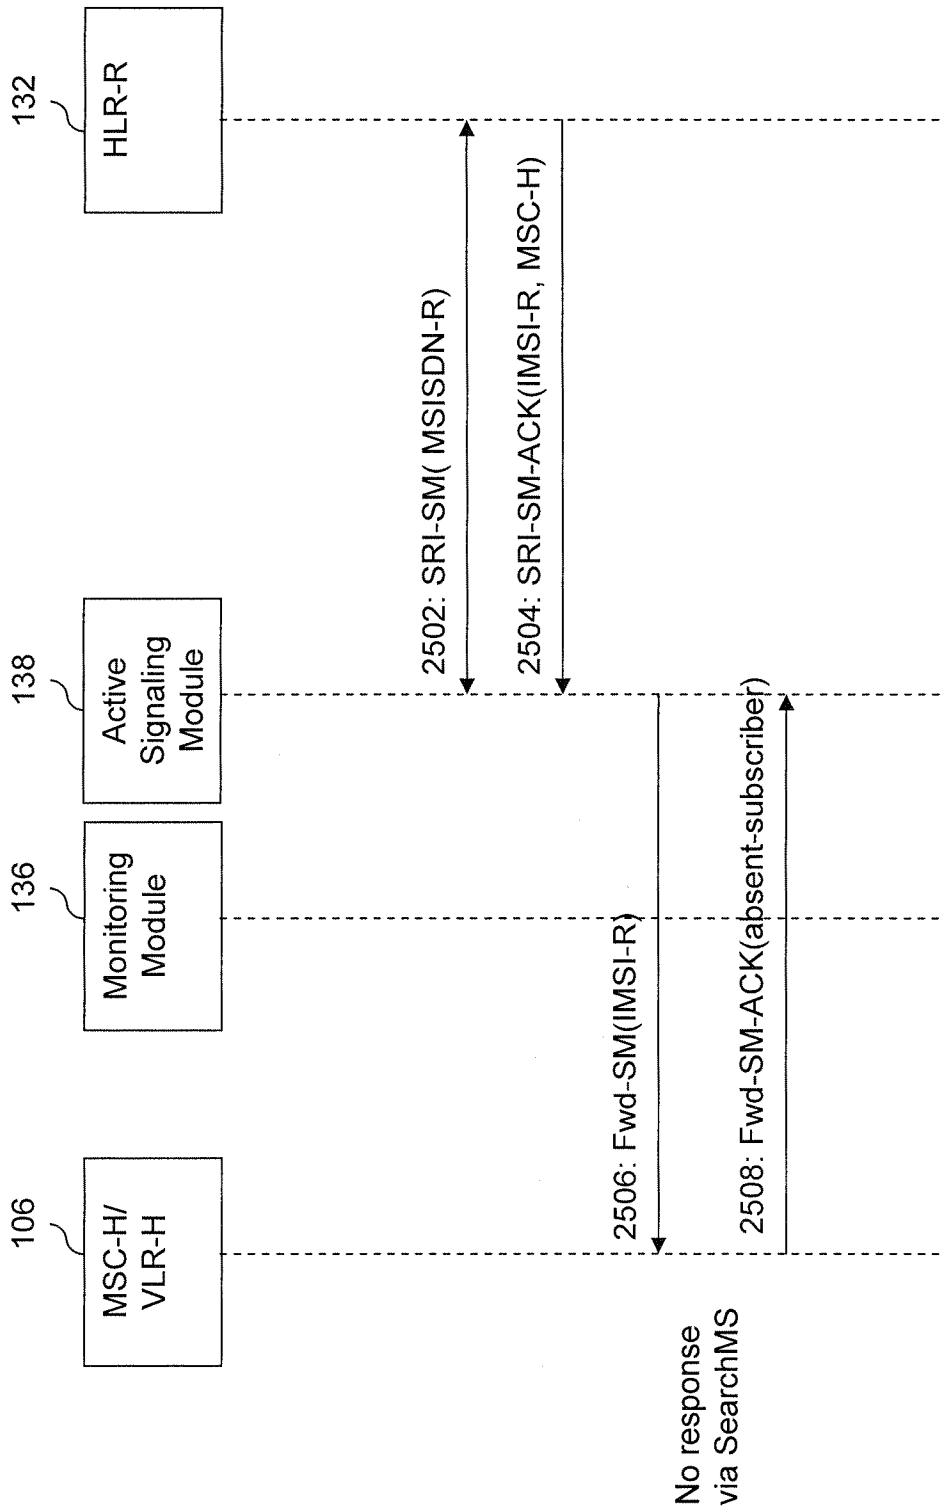 106
MSC-H/
VLR-H
136
Monitoring
Module
138
Active
Signaling
Module
132
HLR-R
2502: SRI-SM( MSISDN-R)
2504: SRI-SM-ACK(IMSI-R, MSC-H)
2506: Fwd-SM(IMSI-R)
No response
via SearchMS
2508: Fwd-SM-ACK(absent-subscriber)